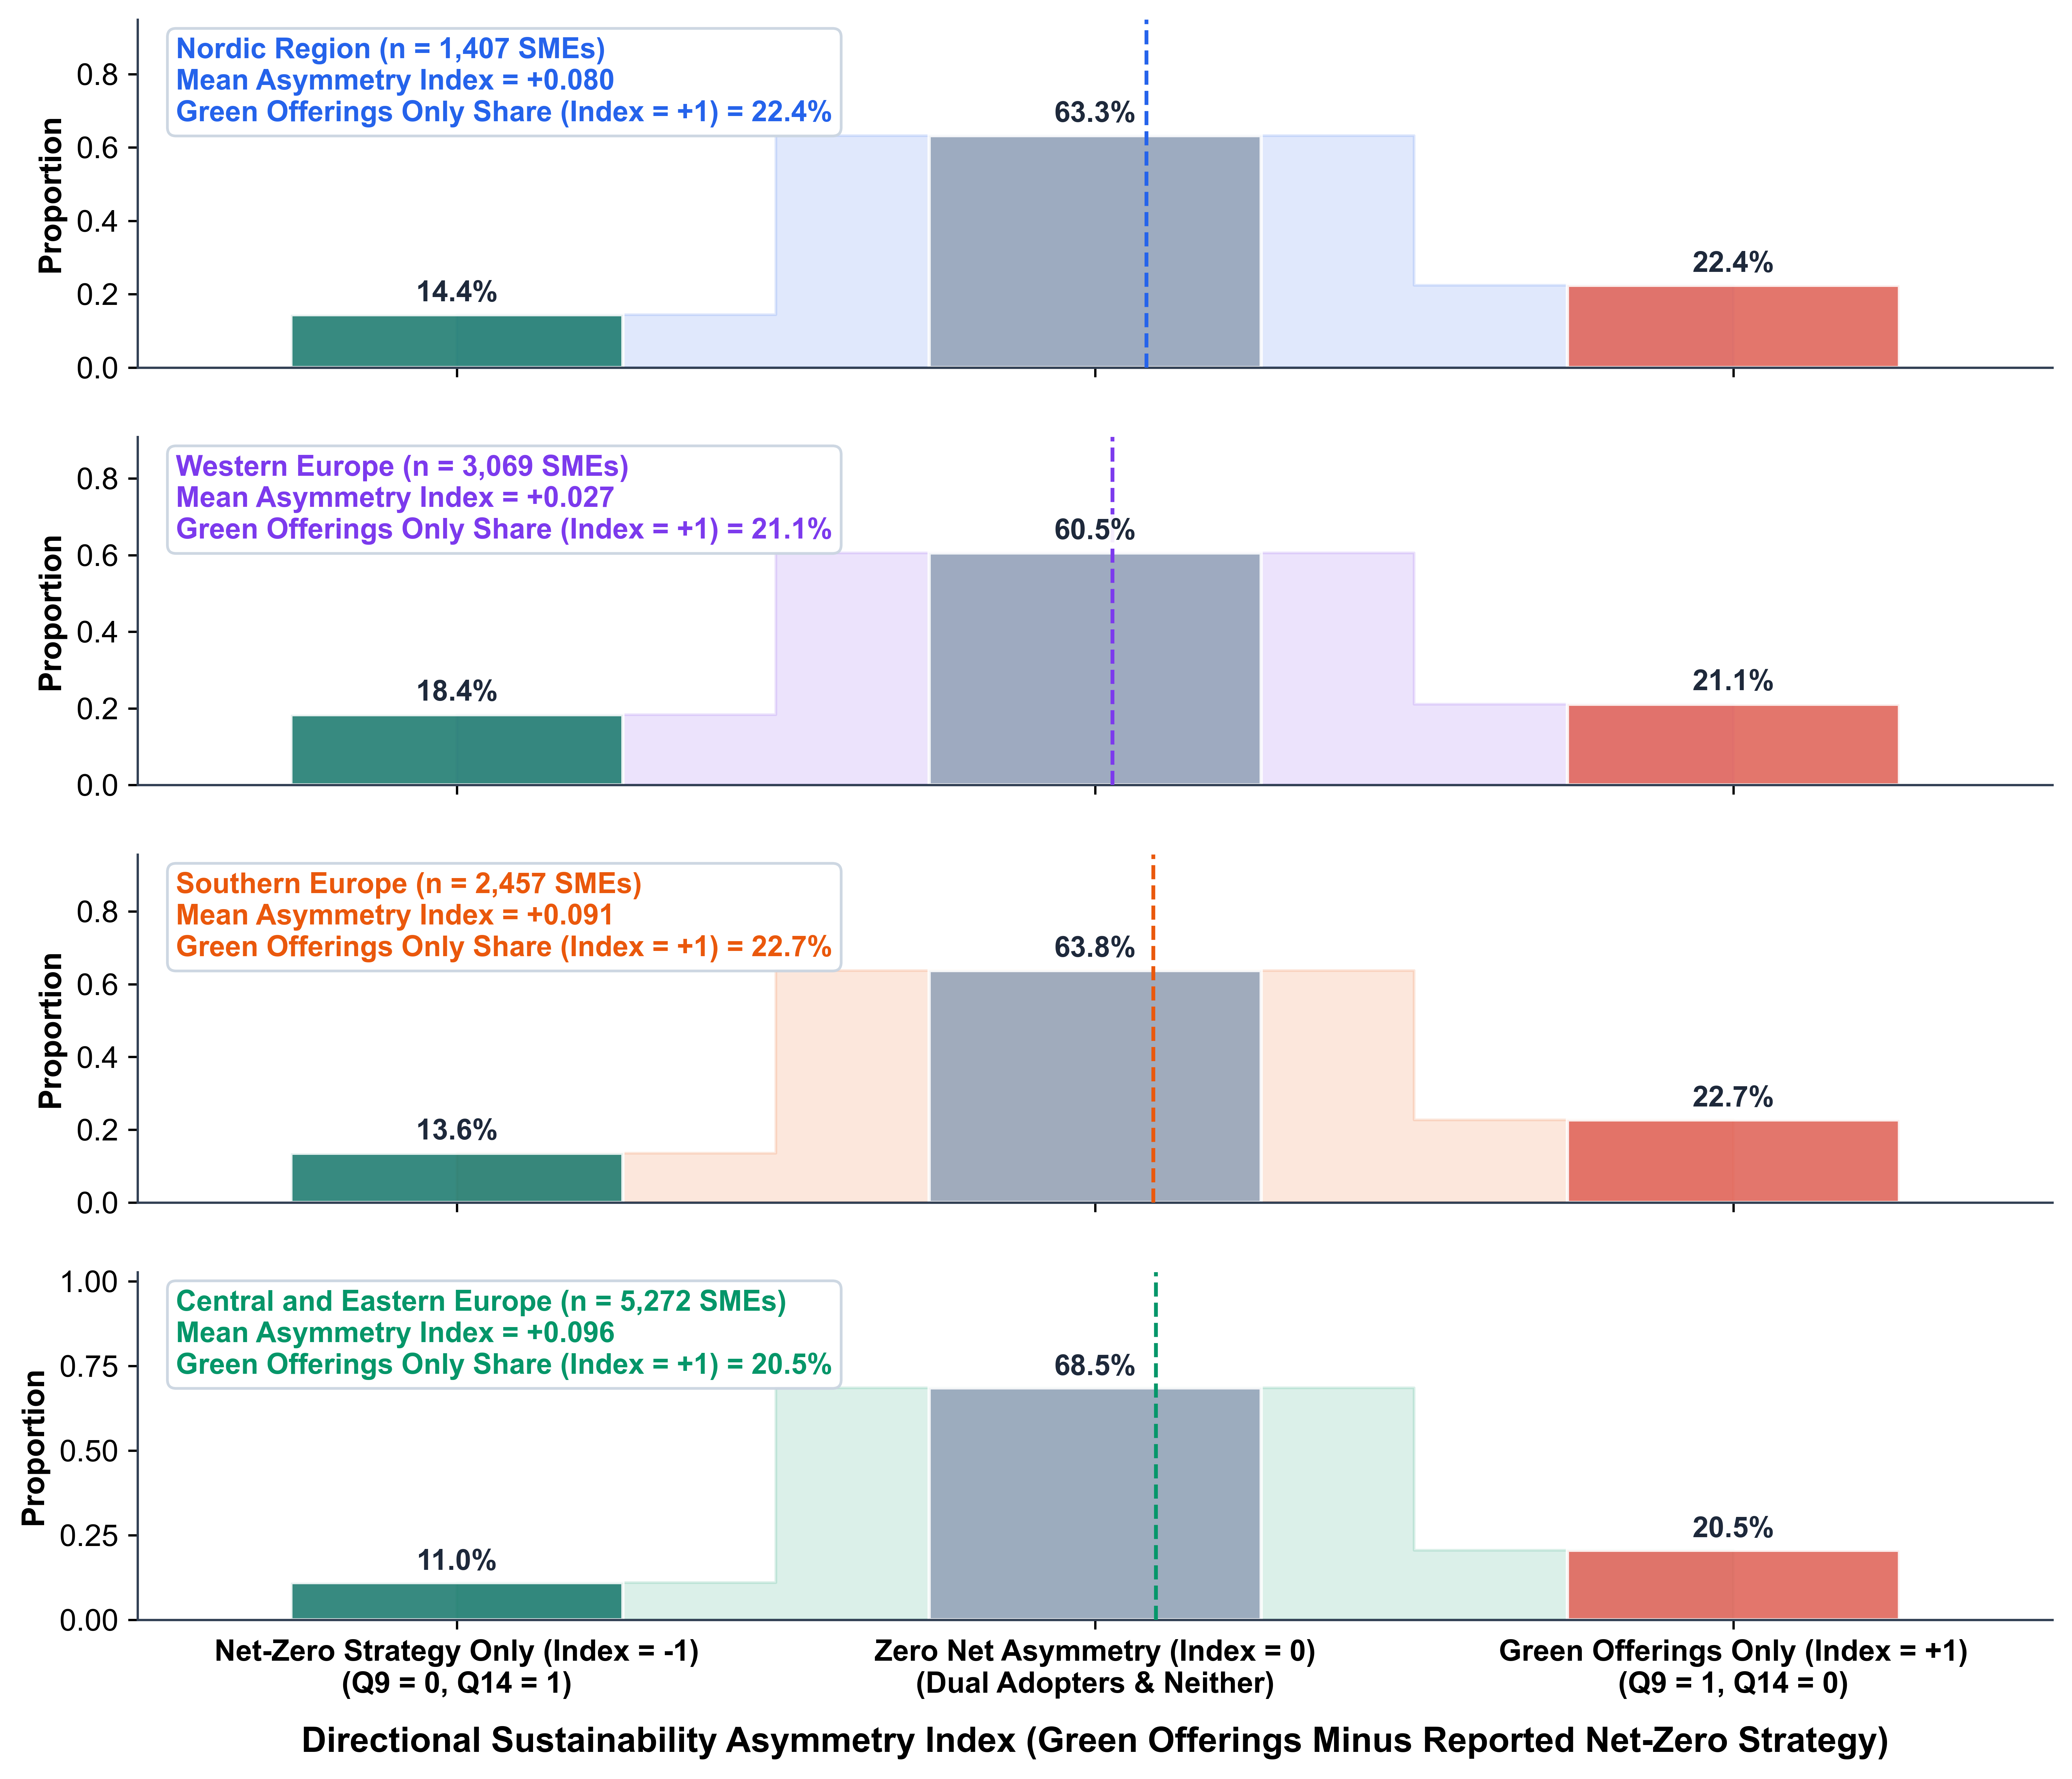 Nordic Region (n = 1,407 SMEs)
Mean Asymmetry Index = +0.080
Green Offerings Only Share (Index = +1) = 22.4%
Proportion
0.8
0.6
0.4
0.2
0.0
14.4%
63.3%
22.4%
Western Europe (n = 3,069 SMEs)
Mean Asymmetry Index = +0.027
Green Offerings Only Share (Index = +1) = 21.1%
Proportion
0.8
0.6
0.4
0.2
0.0
18.4%
60.5%
21.1%
Southern Europe (n = 2,457 SMEs)
Mean Asymmetry Index = +0.091
Green Offerings Only Share (Index = +1) = 22.7%
Proportion
0.8
0.6
0.4
0.2
0.0
13.6%
63.8%
22.7%
Central and Eastern Europe (n = 5,272 SMEs)
Mean Asymmetry Index = +0.096
Green Offerings Only Share (Index = +1) = 20.5%
Proportion
1.00
0.75
0.50
0.25
0.00
11.0%
68.5%
20.5%
Net-Zero Strategy Only (Index = -1)
(Q9 = 0, Q14 = 1)
Zero Net Asymmetry (Index = 0)
(Dual Adopters & Neither)
Green Offerings Only (Index = +1)
(Q9 = 1, Q14 = 0)
Directional Sustainability Asymmetry Index (Green Offerings Minus Reported Net-Zero Strategy)